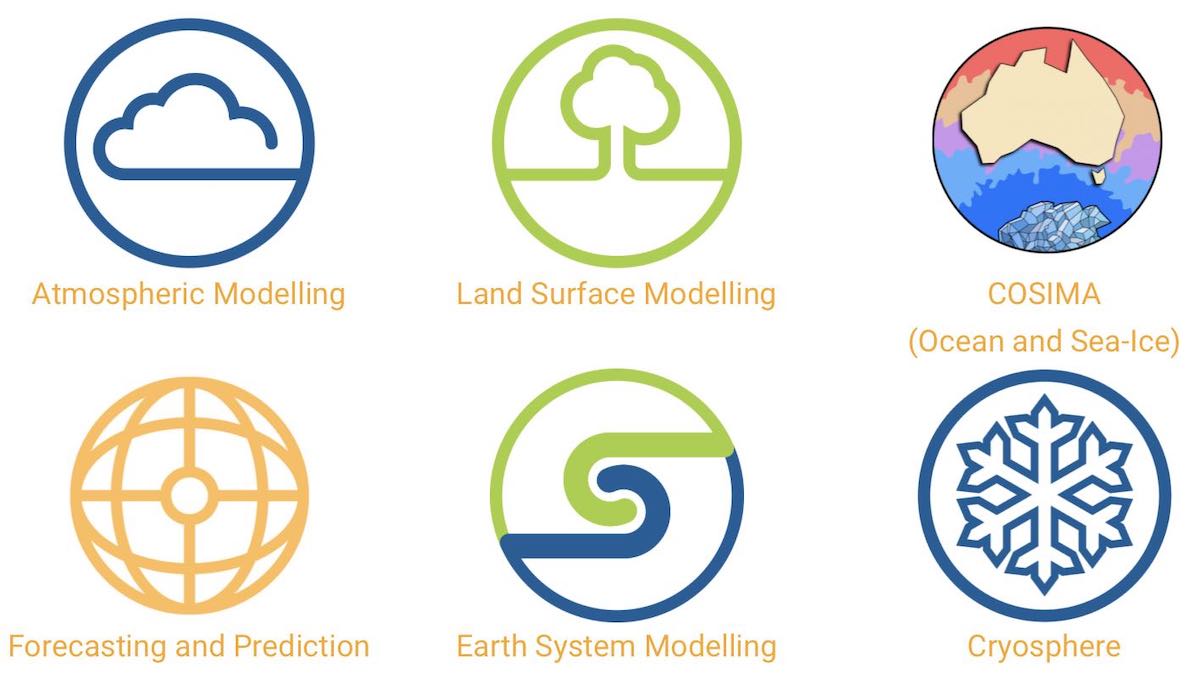 Atmospheric Modelling
Land Surface Modelling
COSIMA
(Ocean and Sea-Ice)
Forecasting and Prediction
Earth System Modelling
Cryosphere